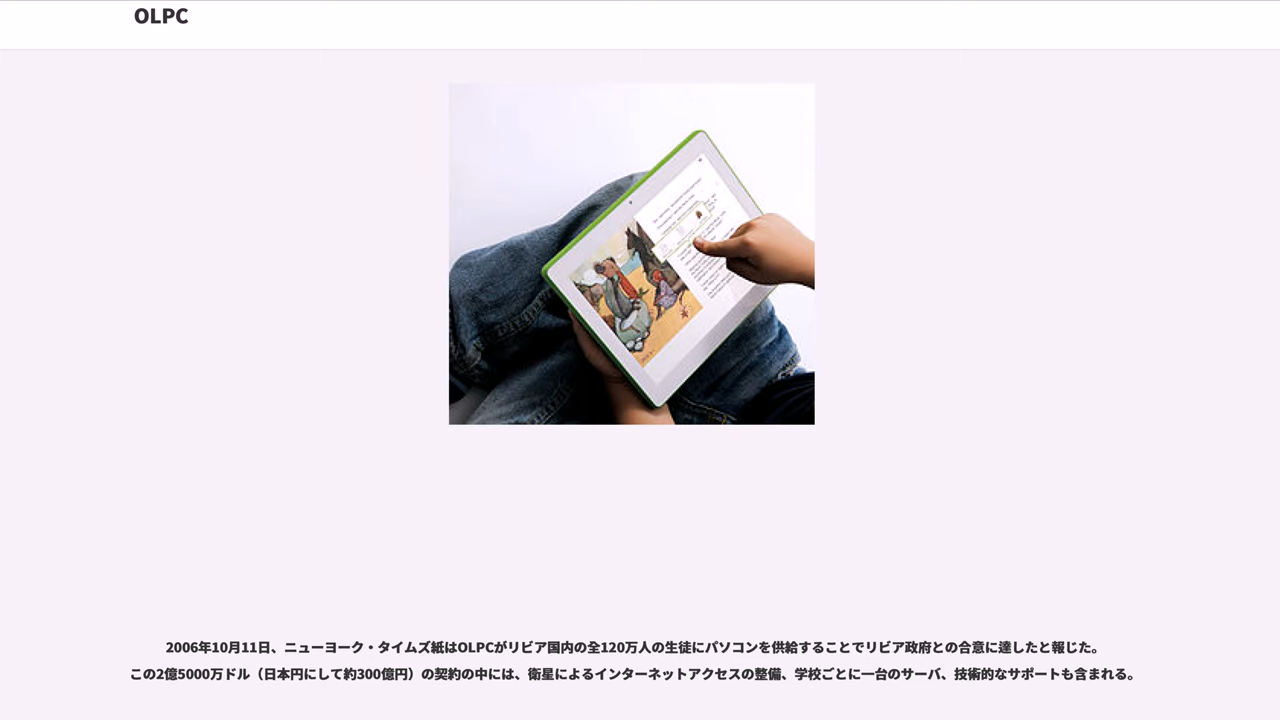 OLPC
2006年10月11日、ニューヨーク・タイムズ紙はOLPCがリビア国内の全120万人の生徒にパソコンを供給することでリビア政府との合意に達したと報じた。
この2億5000万ドル（日本円にして約300億円）の契約の中には、衛星によるインターネットアクセスの整備、学校ごとに一台のサーバ、技術的なサポートも含まれる。